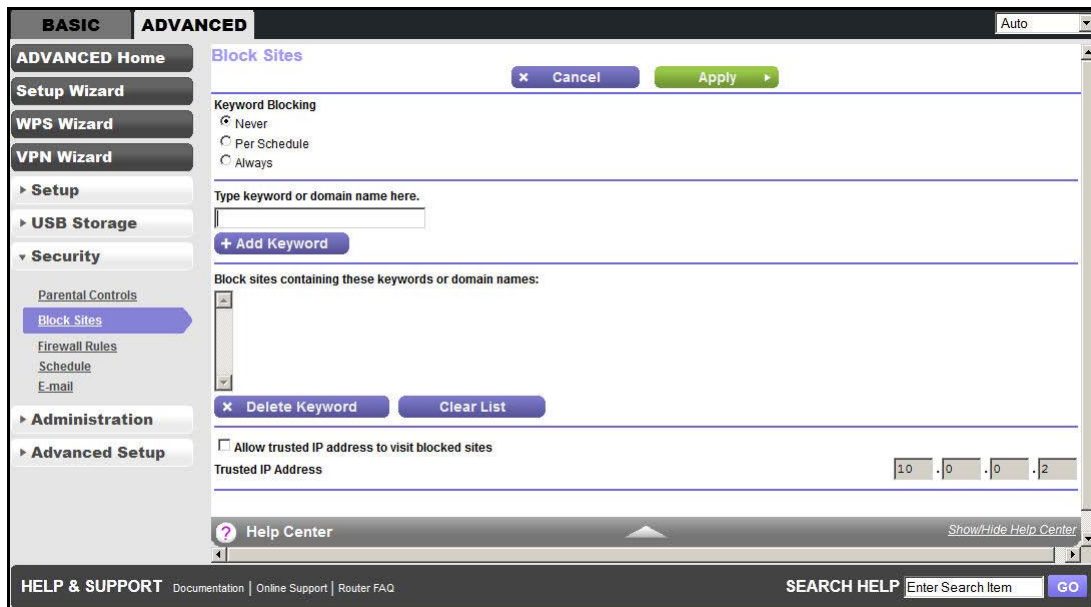 BASIC ADVANCED Auto
ADVANCED Home
Setup Wizard
WPS Wizard
VPN Wizard
Setup
USB Storage
Security
Parental Controls
Block Sites
Firewall Rules
Schedule
E-mail
Administration
Advanced Setup
Block Sites
Cancel Apply
Keyword Blocking
Never
Per Schedule
Always
Type keyword or domain name here.
+ Add Keyword
Block sites containing these keywords or domain names:
Delete Keyword Clear List
Allow trusted IP address to visit blocked sites
Trusted IP Address 10 . 0 . 0 . 2
? Help Center Show/Hide Help Center
HELP & SUPPORT Documentation | Online Support | Router FAQ SEARCH HELP Enter Search Item GO